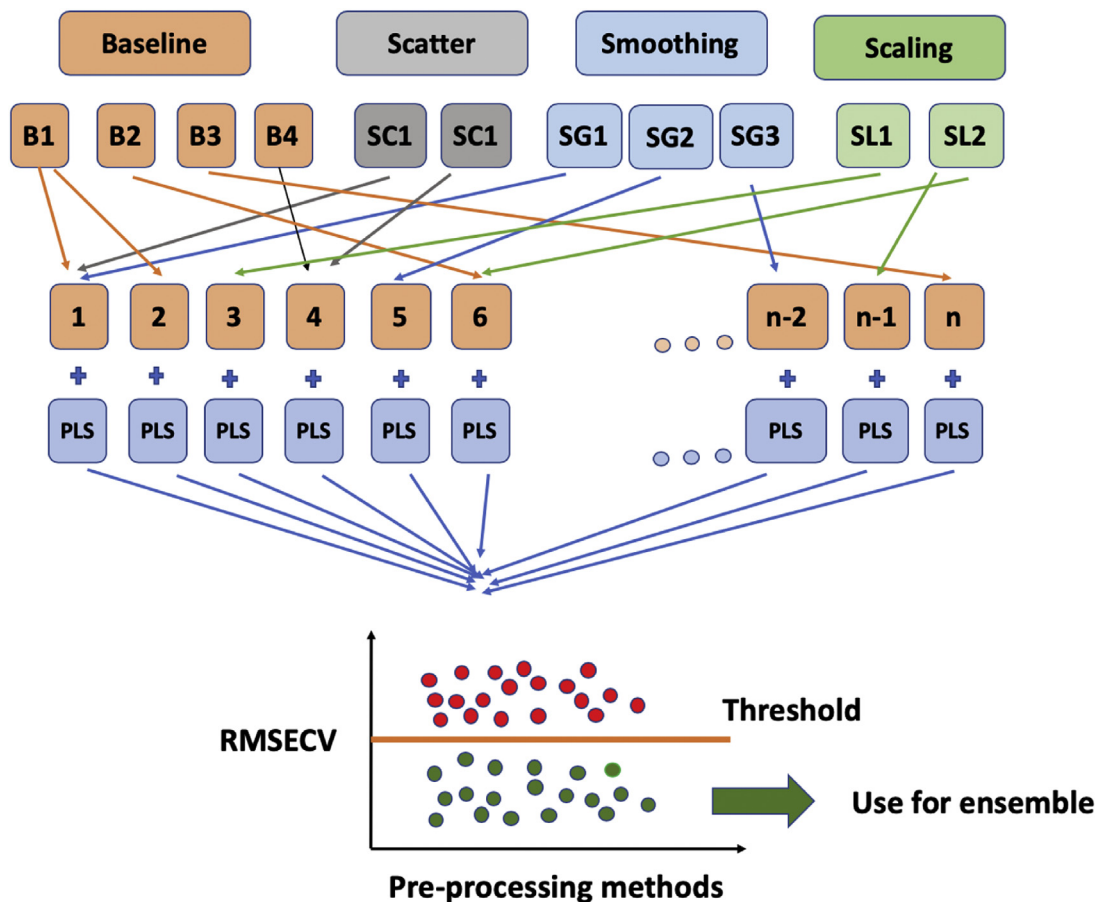 Baseline Scatter Smoothing Scaling
B1 B2 B3 B4 SC1 SC1 SG1 SG2 SG3 SL1 SL2
1 2 3 4 5 6 n-2 n-1 n
PLS PLS PLS PLS PLS PLS PLS PLS PLS
Threshold
RMSECV
Use for ensemble
Pre-processing methods